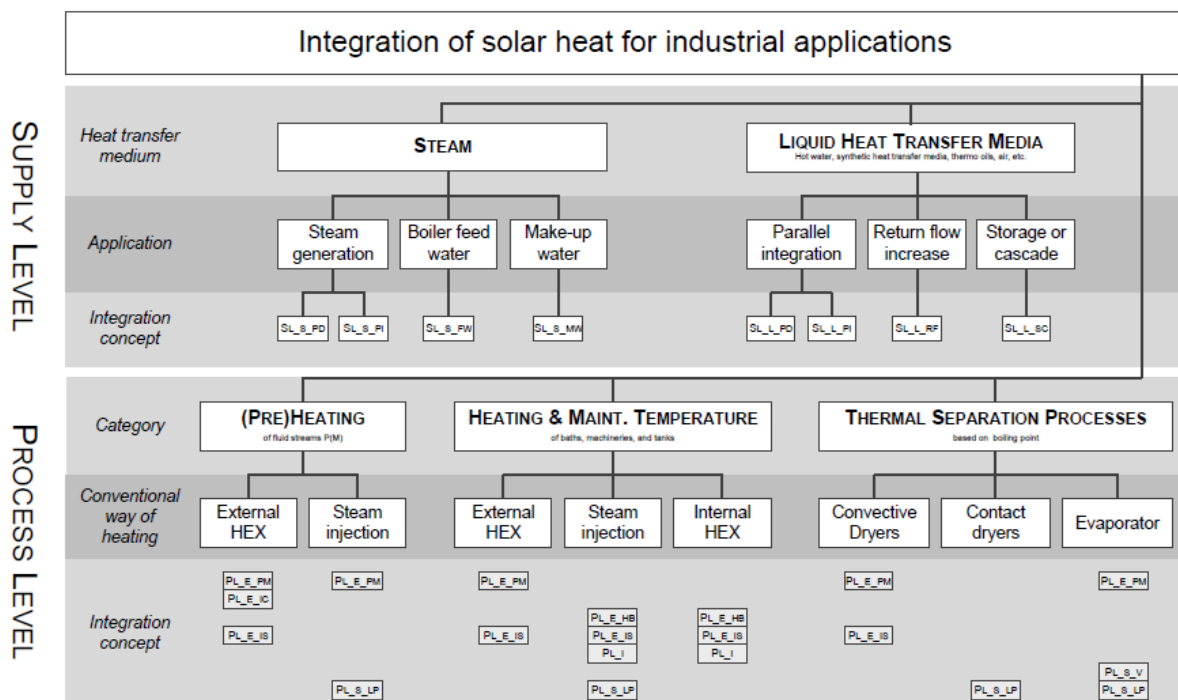 Integration of solar heat for industrial applications
SUPPLY LEVEL
Heat transfer
medium
STEAM
LIQUID HEAT TRANSFER MEDIA
Hot water, synthetic heat transfer media, thermo oils, air, etc.
Application
Steam
generation
Boiler feed
water
Make-up
water
Parallel
integration
Return flow
increase
Storage or
cascade
Integration
concept
SL_S_PD
SL_S_PI
SL_S_FW
SL_S_MW
SL_L_PD
SL_L_PI
SL_L_RF
SL_L_SC
PROCESS LEVEL
Category
(PRE)HEATING
of fluid streams P(M)
HEATING & MAINT. TEMPERATURE
of baths, machineries, and tanks
THERMAL SEPARATION PROCESSES
based on boiling point
Conventional
way of
heating
External
HEX
Steam
injection
External
HEX
Steam
injection
Internal
HEX
Convective
Dryers
Contact
dryers
Evaporator
Integration
concept
PL_E_PM
PL_E_IC
PL_E_IS
PL_E_PM
PL_S_LP
PL_E_PM
PL_E_IS
PL_E_HB
PL_E_IS
PL_I
PL_S_LP
PL_E_HB
PL_E_IS
PL_I
PL_E_PM
PL_E_IS
PL_S_LP
PL_E_PM
PL_S_V
PL_S_LP